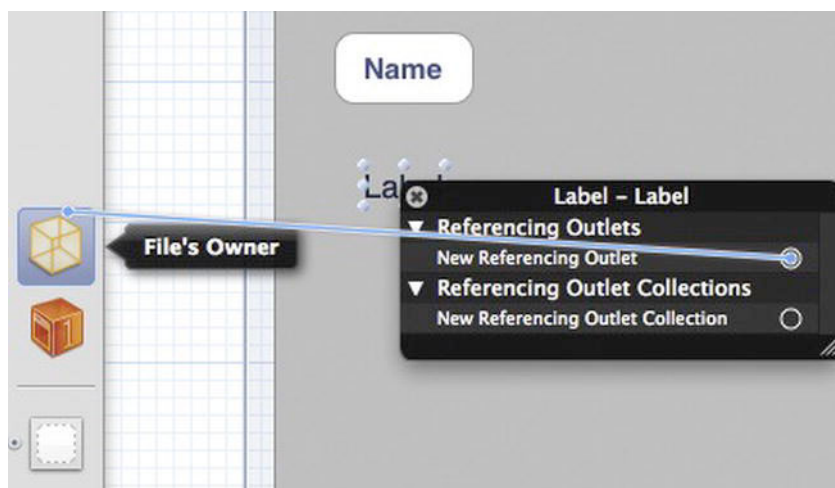 Name
Label - Label
Referencing Outlets
File's Owner
New Referencing Outlet
Referencing Outlet Collections
New Referencing Outlet Collection